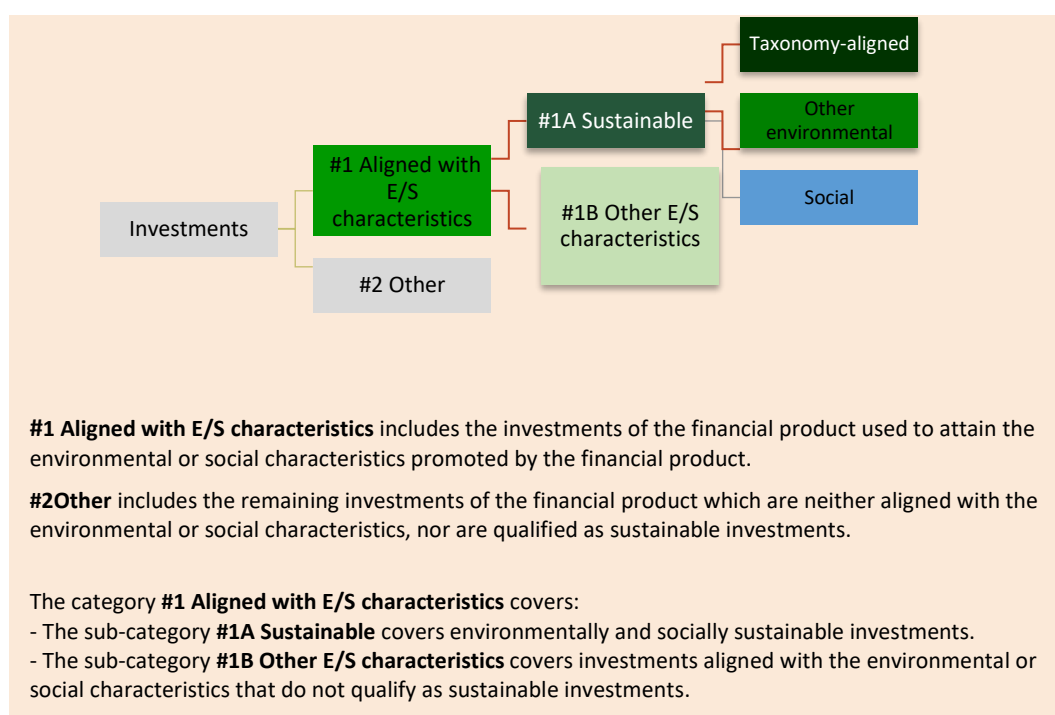 Taxonomy-aligned
#1A Sustainable
Other
environmental
#1 Aligned with
E/S
characteristics
Social
#1B Other E/S
characteristics
Investments
#2 Other
#1 Aligned with E/S characteristics includes the investments of the financial product used to attain the
environmental or social characteristics promoted by the financial product.
#2Other includes the remaining investments of the financial product which are neither aligned with the
environmental or social characteristics, nor are qualified as sustainable investments.
The category #1 Aligned with E/S characteristics covers:
- The sub-category #1A Sustainable covers environmentally and socially sustainable investments.
- The sub-category #1B Other E/S characteristics covers investments aligned with the environmental or
social characteristics that do not qualify as sustainable investments.